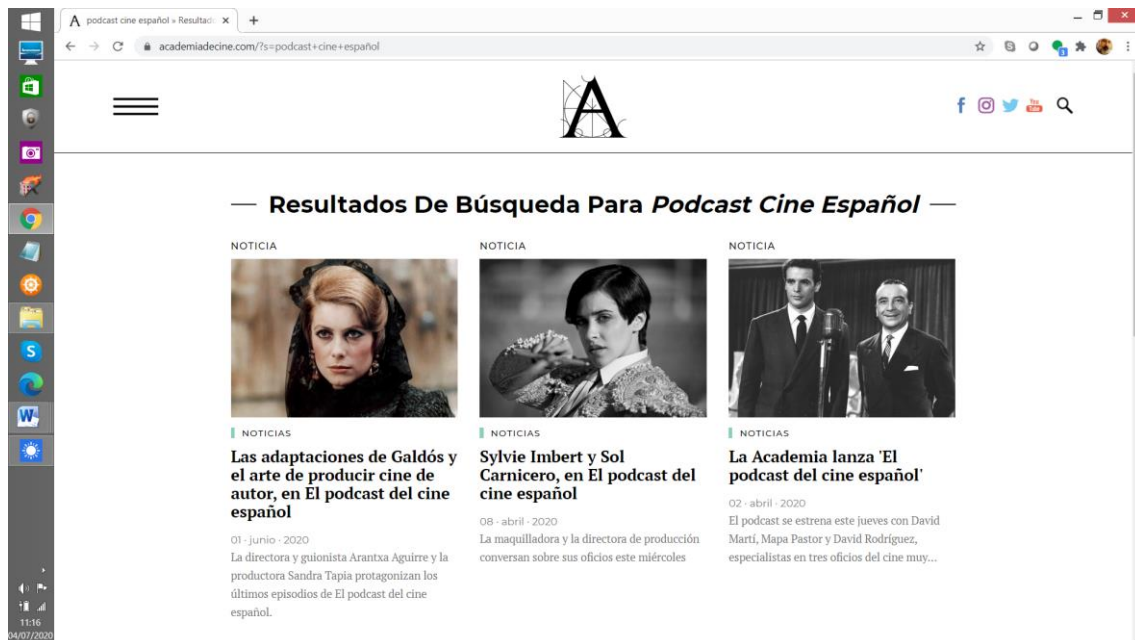 podcast cine español » Resultad
academiadecine.com/?s=podcast+cine+español
A
You
Tube
— Resultados De Búsqueda Para Podcast Cine Español —
NOTICIA
NOTICIAS
Las adaptaciones de Galdós y
el arte de producir cine de
autor, en El podcast del cine
español
01 · junio · 2020
La directora y guionista Arantxa Aguirre y la
productora Sandra Tapia protagonizan los
últimos episodios de El podcast del cine
español.
NOTICIA
NOTICIAS
Sylvie Imbert y Sol
Carnicero, en El podcast del
cine español
08 · abril · 2020
La maquilladora y la directora de producción
conversan sobre sus oficios este miércoles
NOTICIA
NOTICIAS
La Academia lanza 'El
podcast del cine español'
02 · abril · 2020
El podcast se estrena este jueves con David
Martí, Mapa Pastor y David Rodríguez,
especialistas en tres oficios del cine muy...
11:16
04/07/2020